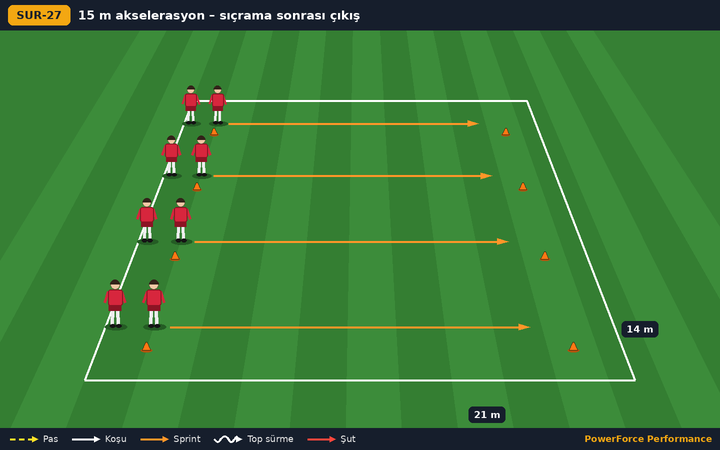 SUR-27 15 m akselerasyon – sıçrama sonrası çıkış
14 m
21 m
Pas Koşu Sprint Top sürme Şut PowerForce Performance